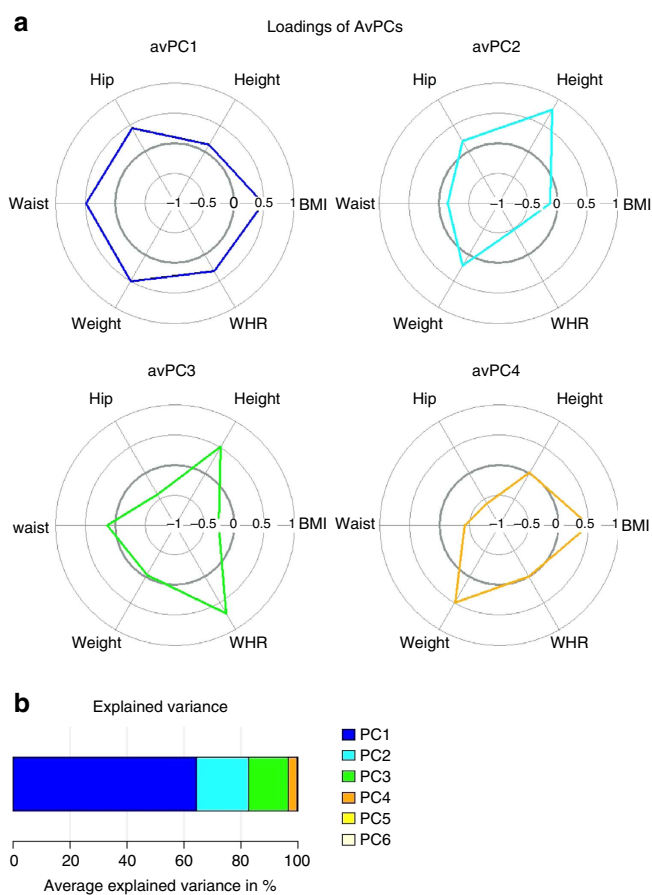 a
Loadings of AvPCs
avPC1
avPC2
Hip Height
Hip Height
Waist −1 −0.5 0 0.5 1 BMI
Waist −1 −0.5 0 0.5 1 BMI
Weight WHR
Weight WHR
avPC3
avPC4
Hip Height
Hip Height
waist −1 −0.5 0 0.5 1 BMI
Waist −1 −0.5 0 0.5 1 BMI
Weight WHR
Weight WHR
b
Explained variance
PC1
PC2
PC3
PC4
PC5
PC6
0 20 40 60 80 100
Average explained variance in %